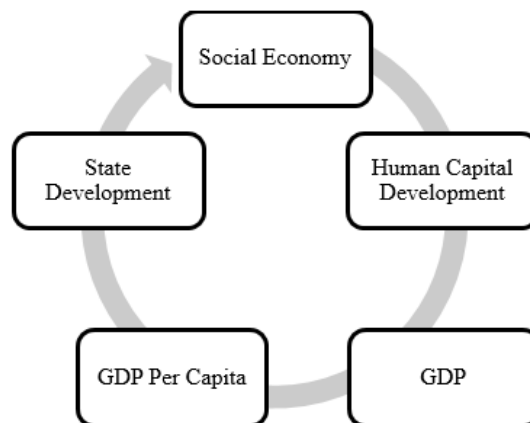 Social Economy
Human Capital
Development
GDP
GDP Per Capita
State
Development